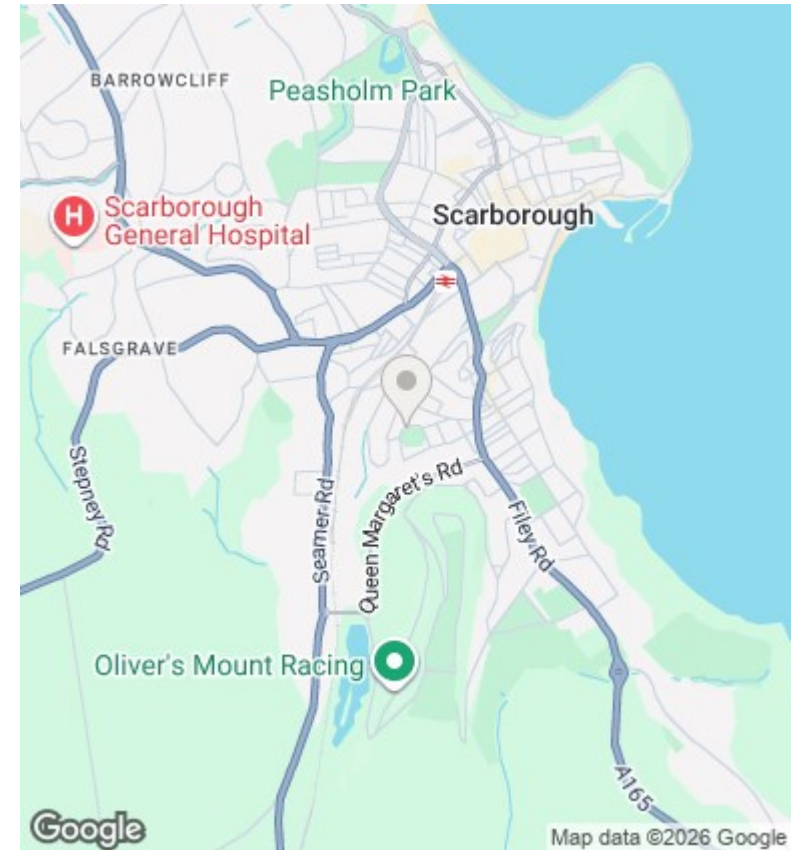 BARROWCLIFF
Peasholm Park
H
Scarborough
General Hospital
Scarborough
FALSGRAVE
Stepney Rd
Seamer Rd
Queen Margaret's Rd
Filey Rd
Oliver's Mount Racing
A165
Google
Map data ©2026 Google